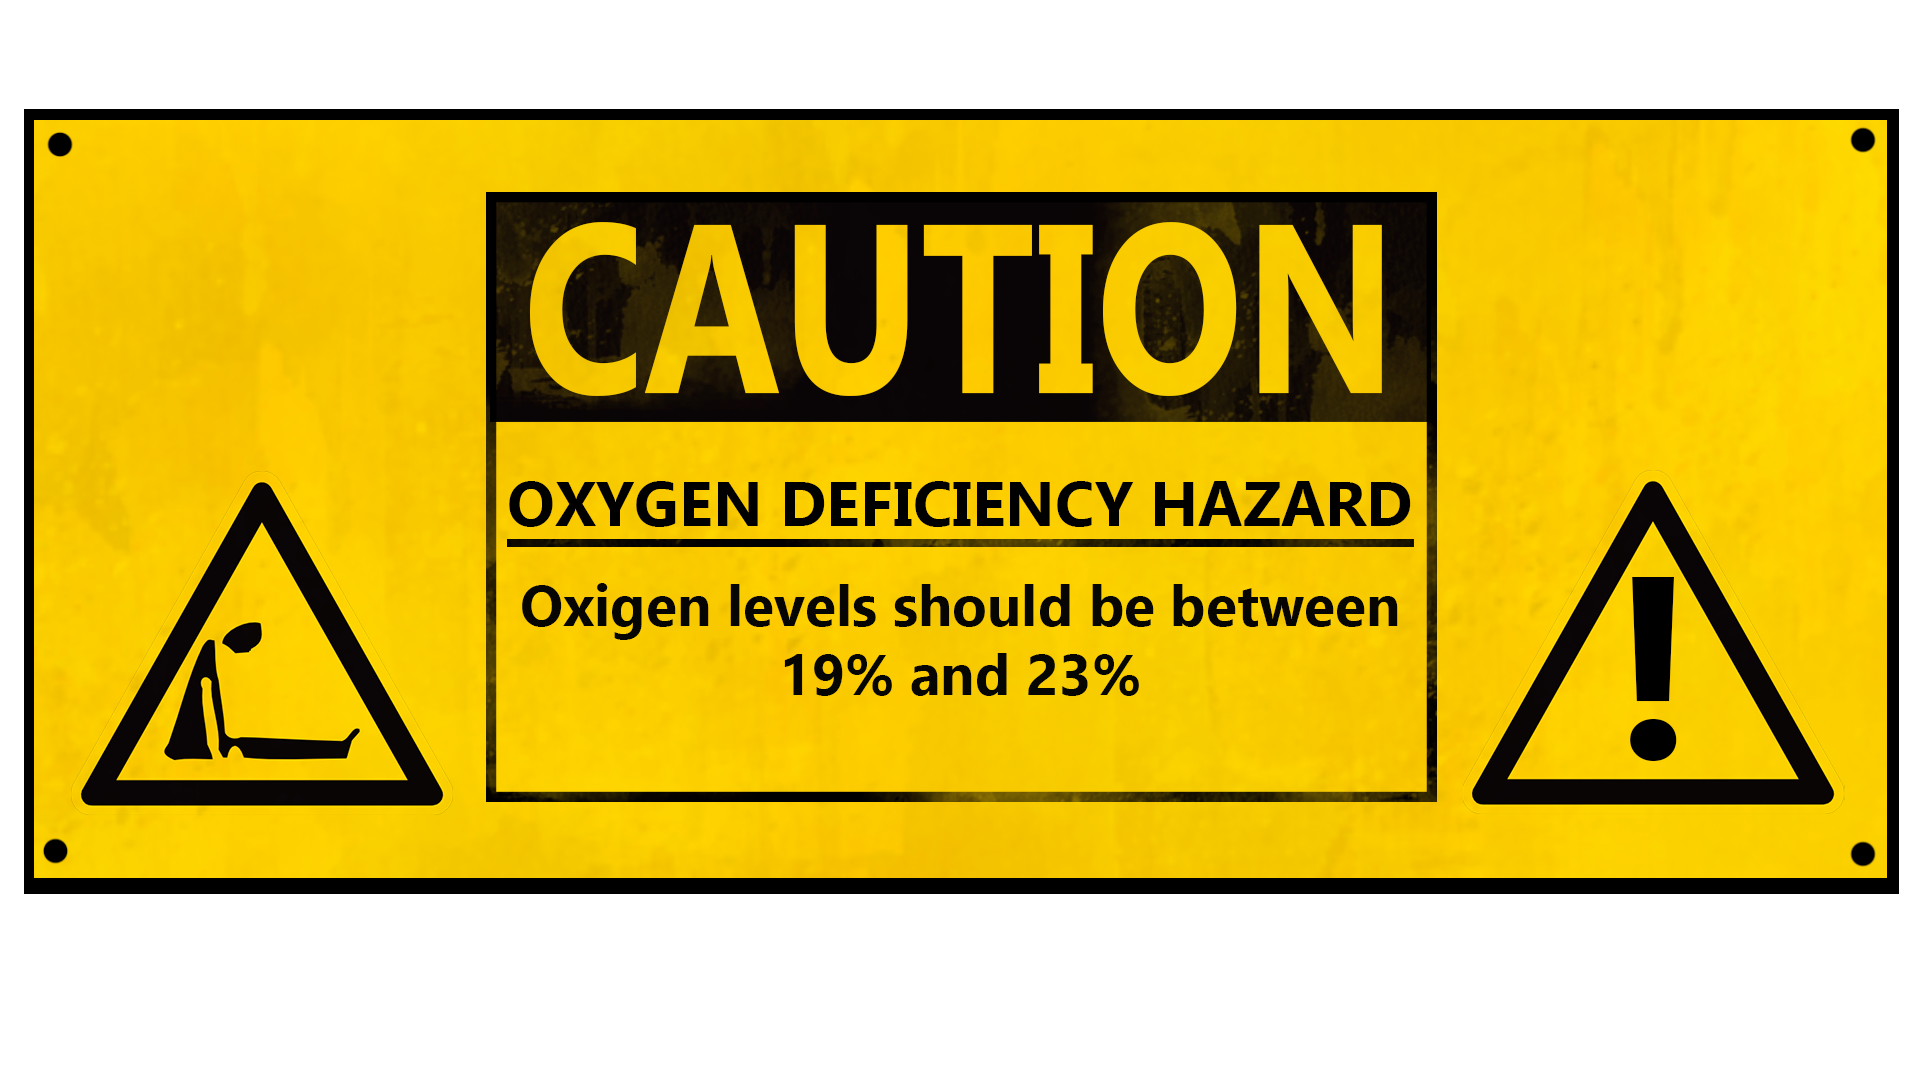 CAUTION
OXYGEN DEFICIENCY HAZARD
Oxigen levels should be between
19% and 23%